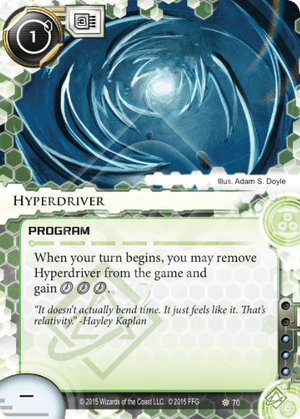 1
Illus. Adam S. Doyle
Hyperdriver
PROGRAM
When your turn begins, you may remove
Hyperdriver from the game and
gain
"It doesn't actually bend time. It just feels like it. That's
relativity." -Hayley Kaplan
–
© 2015 Wizards of the Coast LLC. © 2015 FFG
70